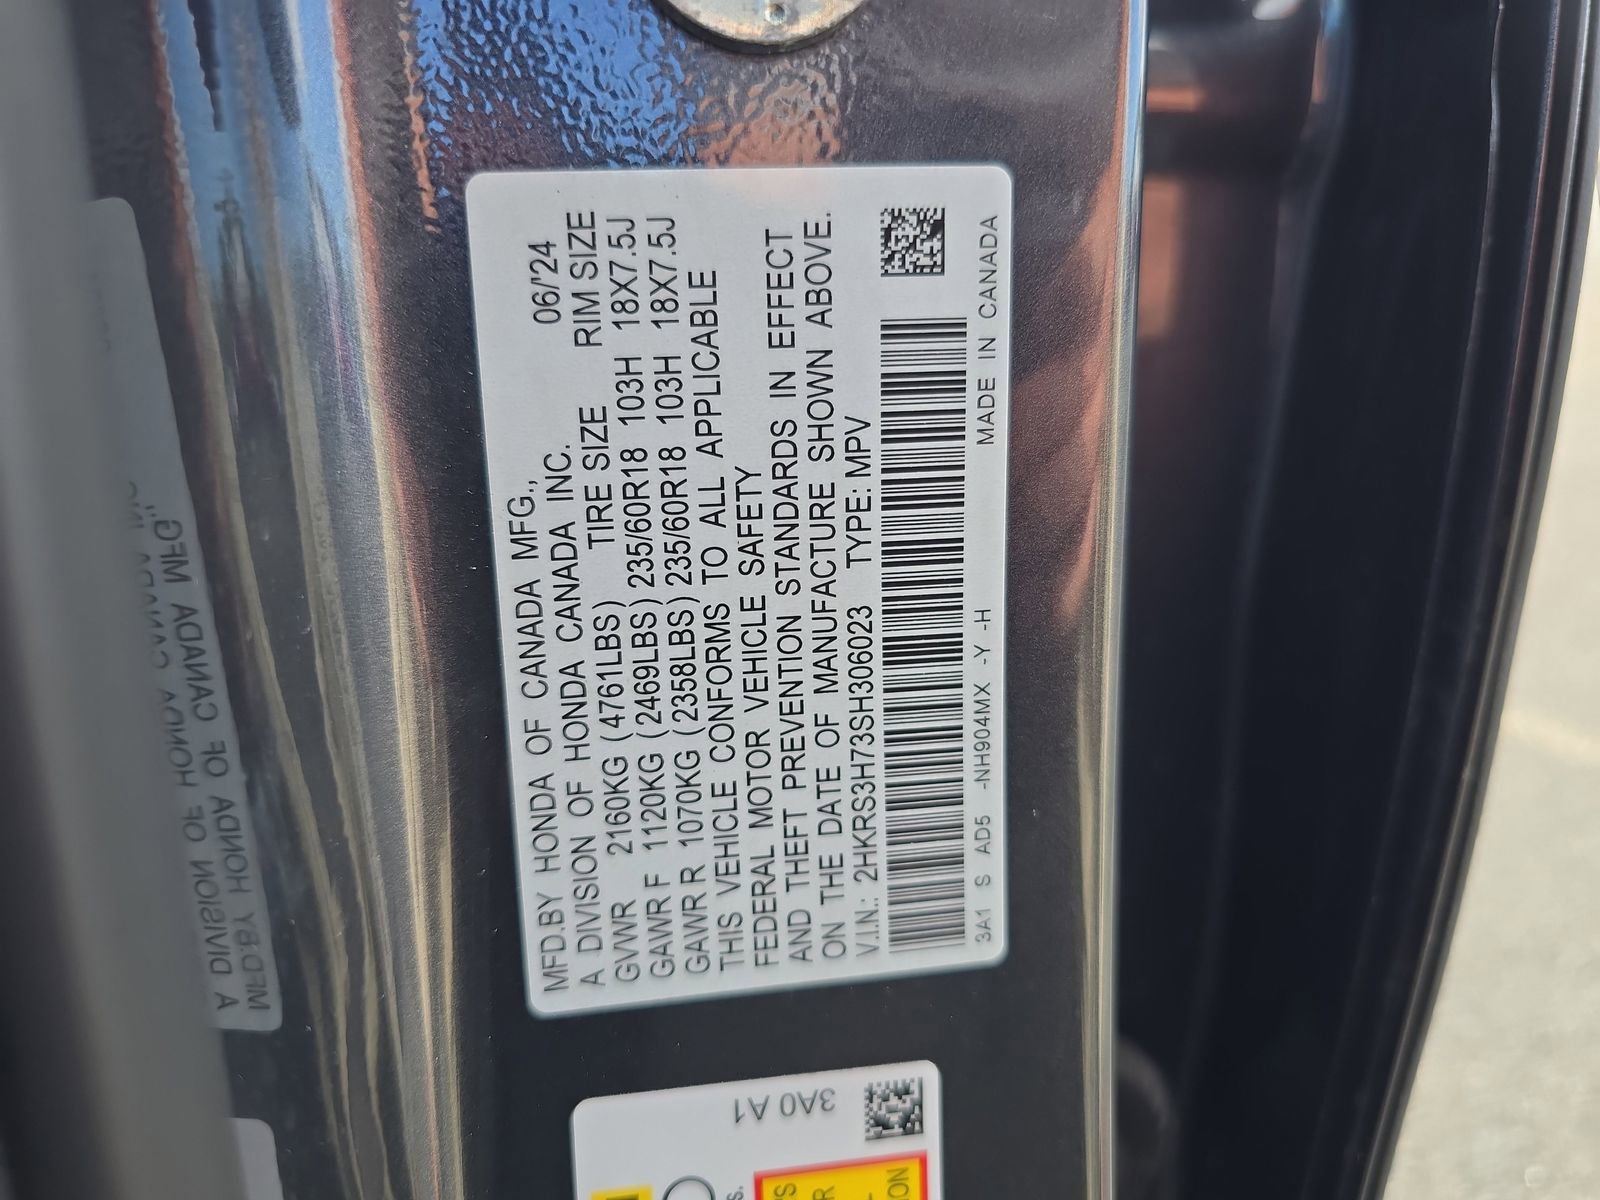 MFD.BY HONDA OF CANADA MFG.,
A DIVISION OF HONDA CANADA INC. 06/'24
TIRE SIZE RIM SIZE
GVWR 2160KG (4761LBS)
GAWR F 1120KG (2469LBS) 235/60R18 103H 18X7.5J
GAWR R 1070KG (2358LBS) 235/60R18 103H 18X7.5J
THIS VEHICLE CONFORMS TO ALL APPLICABLE
FEDERAL MOTOR VEHICLE SAFETY
AND THEFT PREVENTION STANDARDS IN EFFECT
ON THE DATE OF MANUFACTURE SHOWN ABOVE.
V.I.N.: 2HKRS3H73SH306023 TYPE: MPV
3A1 S AD5 -NH904MX -Y -H MADE IN CANADA
3A0 A1